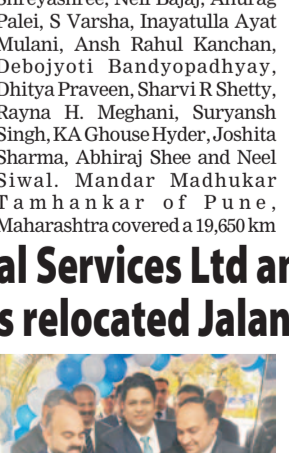 Shreyashree, Neil Bajaj, Anurag
Palei, S Varsha, Inayatulla Ayat
Mulani, Ansh Rahul Kanchan,
Debojyoti Bandyopadhyay,
Dhitya Praveen, Sharvi R Shetty,
Rayna H. Meghani, Suryansh
Singh, KA Ghouse Hyder, Joshita
Sharma, Abhiraj Shee and Neel
Siwal. Mandar Madhukar
Tamhankar of Pune,
Maharashtra covered a 19,650 km
al Services Ltd an
s relocated Jalan